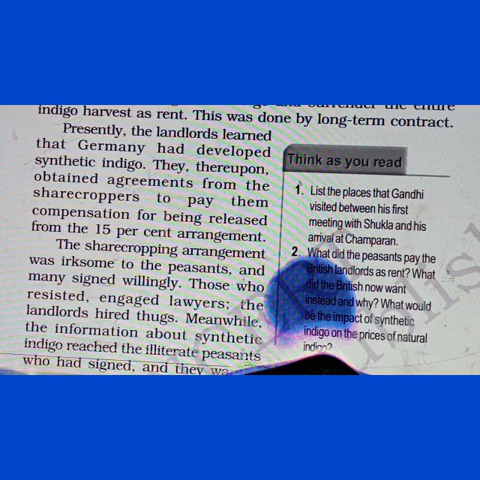 surrender the entire
indigo harvest as rent. This was done by long-term contract.
Presently, the landlords learned
that Germany had developed
synthetic indigo. They, thereupon,
obtained agreements from the
sharecroppers to pay them
compensation for being released
from the 15 per cent arrangement.
The sharecropping arrangement
was irksome to the peasants, and
many signed willingly. Those who
resisted, engaged lawyers; the
landlords hired thugs. Meanwhile,
the information about synthetic
indigo reached the illiterate peasants
who had signed, and they
Think as you read
1. List the places that Gandhi
visited between his first
meeting with Shukla and his
arrival at Champaran.
2. What did the peasants pay the
British landlords as rent? What
did the British now want
instead and why? What would
be the impact of synthetic
indigo on the prices of natural
indigo?